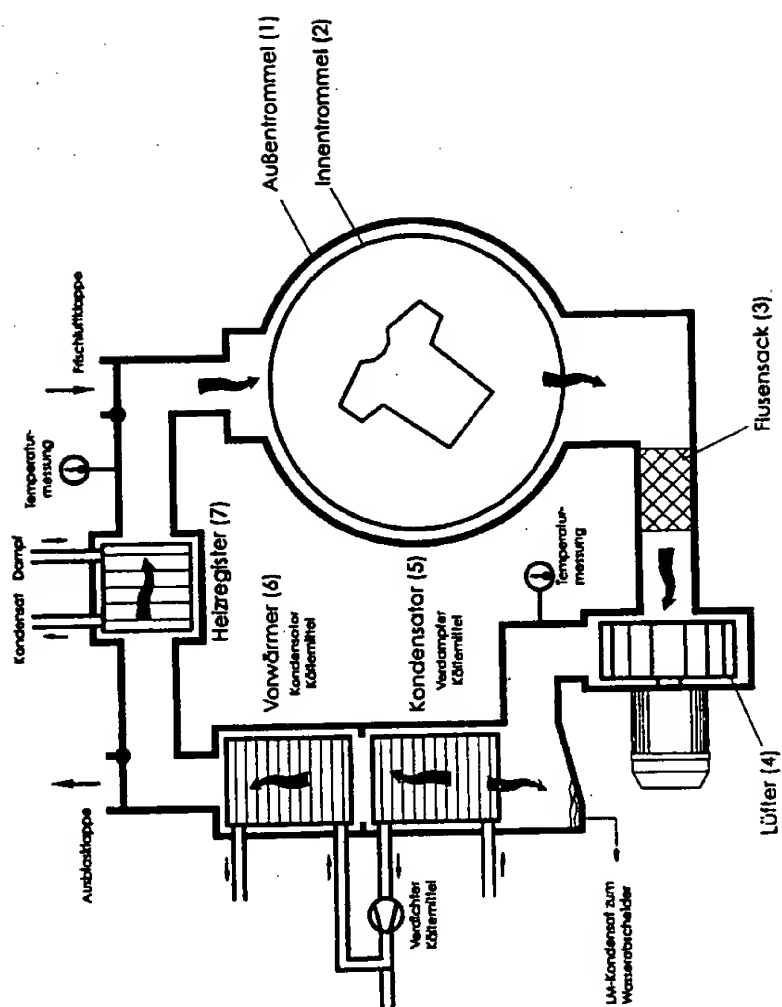 Außentrommel (1)
Innentrommel (2)
Frischluftklappe
Temperatur-
messung
Kondensat Dampf
Heizregister (7)
Vorwärmer (6)
Kondensator
Kältemittel
Kondensator (5)
Verdampfer
Kältemittel
Temperatur-
messung
Flusensack (3)
Ausblasklappe
Verdichter
Kältemittel
LM-Kondensat zum
Wasserabscheider
Lüfter (4)